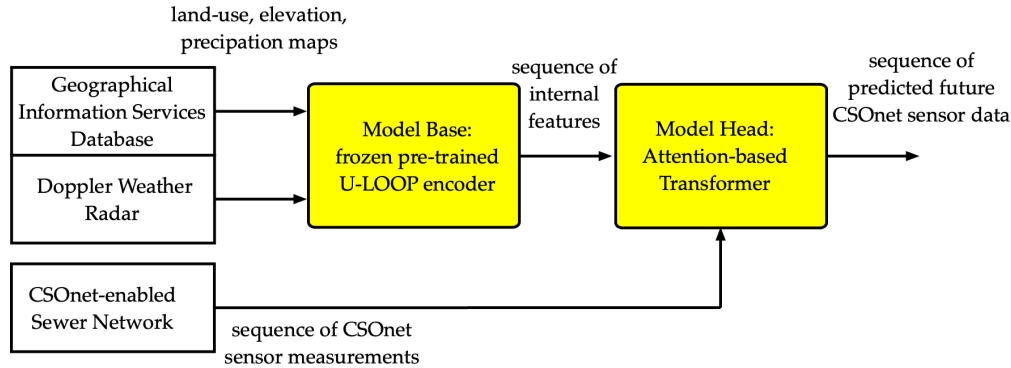 land-use, elevation,
precipation maps
Geographical
Information Services
Database
Doppler Weather
Radar
Model Base:
frozen pre-trained
U-LOOP encoder
sequence of
internal
features
Model Head:
Attention-based
Transformer
sequence of
predicted future
CSOnet sensor data
CSOnet-enabled
Sewer Network
sequence of CSOnet
sensor measurements